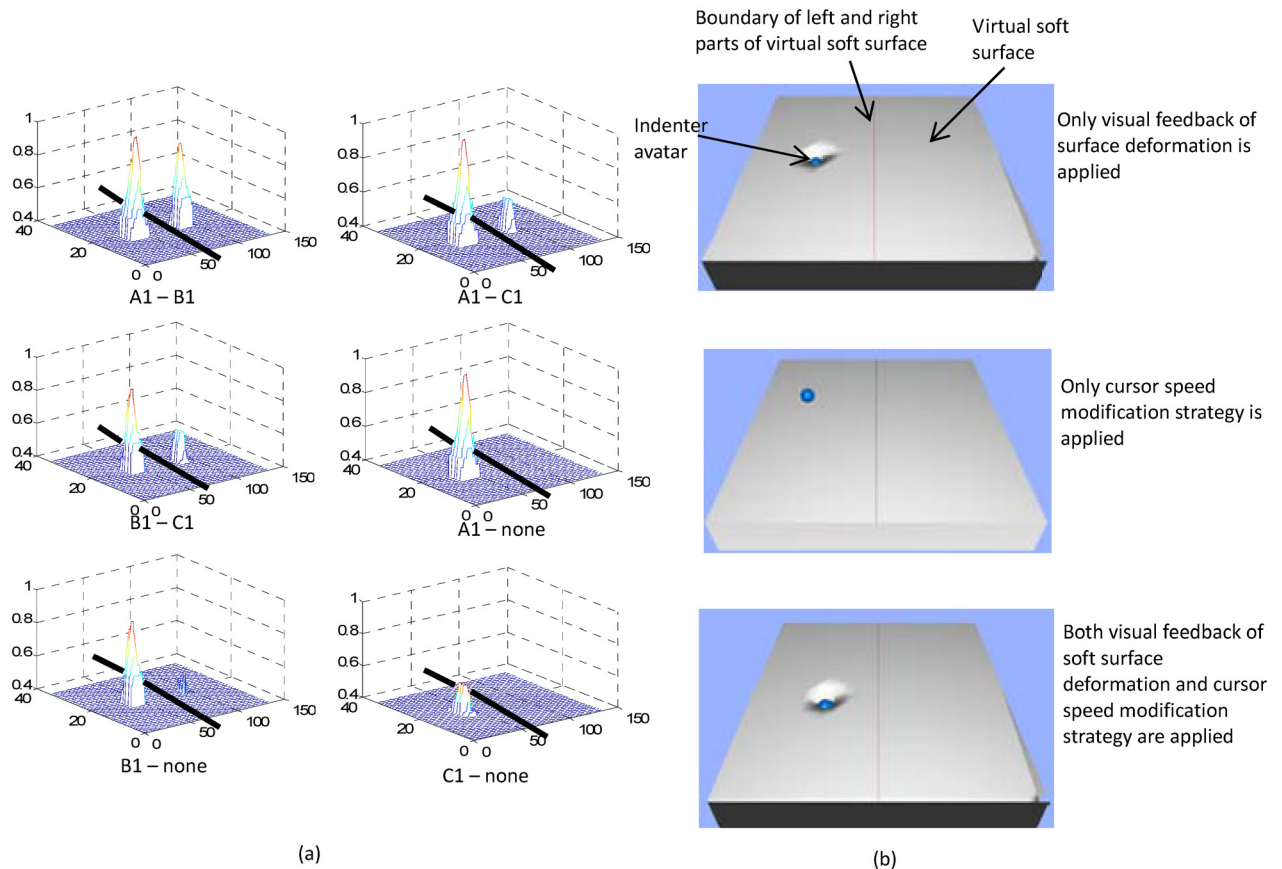 1
0.8
0.6
0.4
40
20
0 0
50
100
150
A1 – B1
1
0.8
0.6
0.4
40
20
0 0
50
100
150
A1 – C1
1
0.8
0.6
0.4
40
20
0 0
50
100
150
B1 – C1
1
0.8
0.6
0.4
40
20
0 0
50
100
150
A1 – none
1
0.8
0.6
0.4
40
20
0 0
50
100
150
B1 – none
1
0.8
0.6
0.4
40
20
0 0
50
100
150
C1 – none
(a)
Boundary of left and right
parts of virtual soft surface
Virtual soft
surface
Indenter
avatar
Only visual feedback of
surface deformation is
applied
Only cursor speed
modification strategy is
applied
Both visual feedback of
soft surface
deformation and cursor
speed modification
strategy are applied
(b)